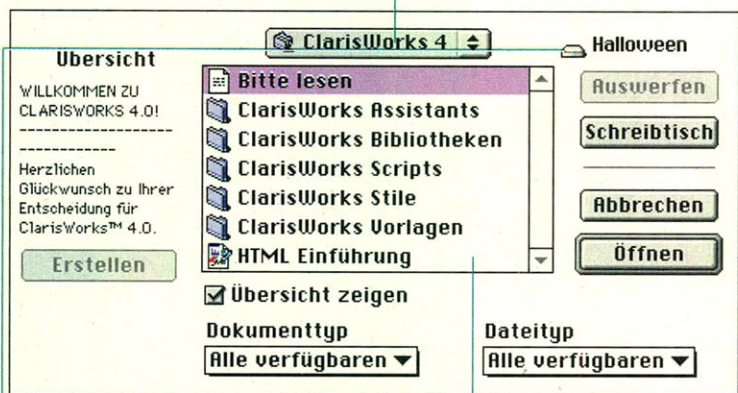 ClarisWorks 4
Halloween
Übersicht
WILLKOMMEN ZU
CLARISWORKS 4.0!
--------------------
------------
Herzlichen
Glückwunsch zu Ihrer
Entscheidung für
ClarisWorks™ 4.0.
Erstellen
Bitte lesen
ClarisWorks Assistants
ClarisWorks Bibliotheken
ClarisWorks Scripts
ClarisWorks Stile
ClarisWorks Vorlagen
HTML Einführung
Auswerfen
Schreibtisch
Abbrechen
Öffnen
Übersicht zeigen
Dokumenttyp
Alle verfügbaren
Dateityp
Alle verfügbaren